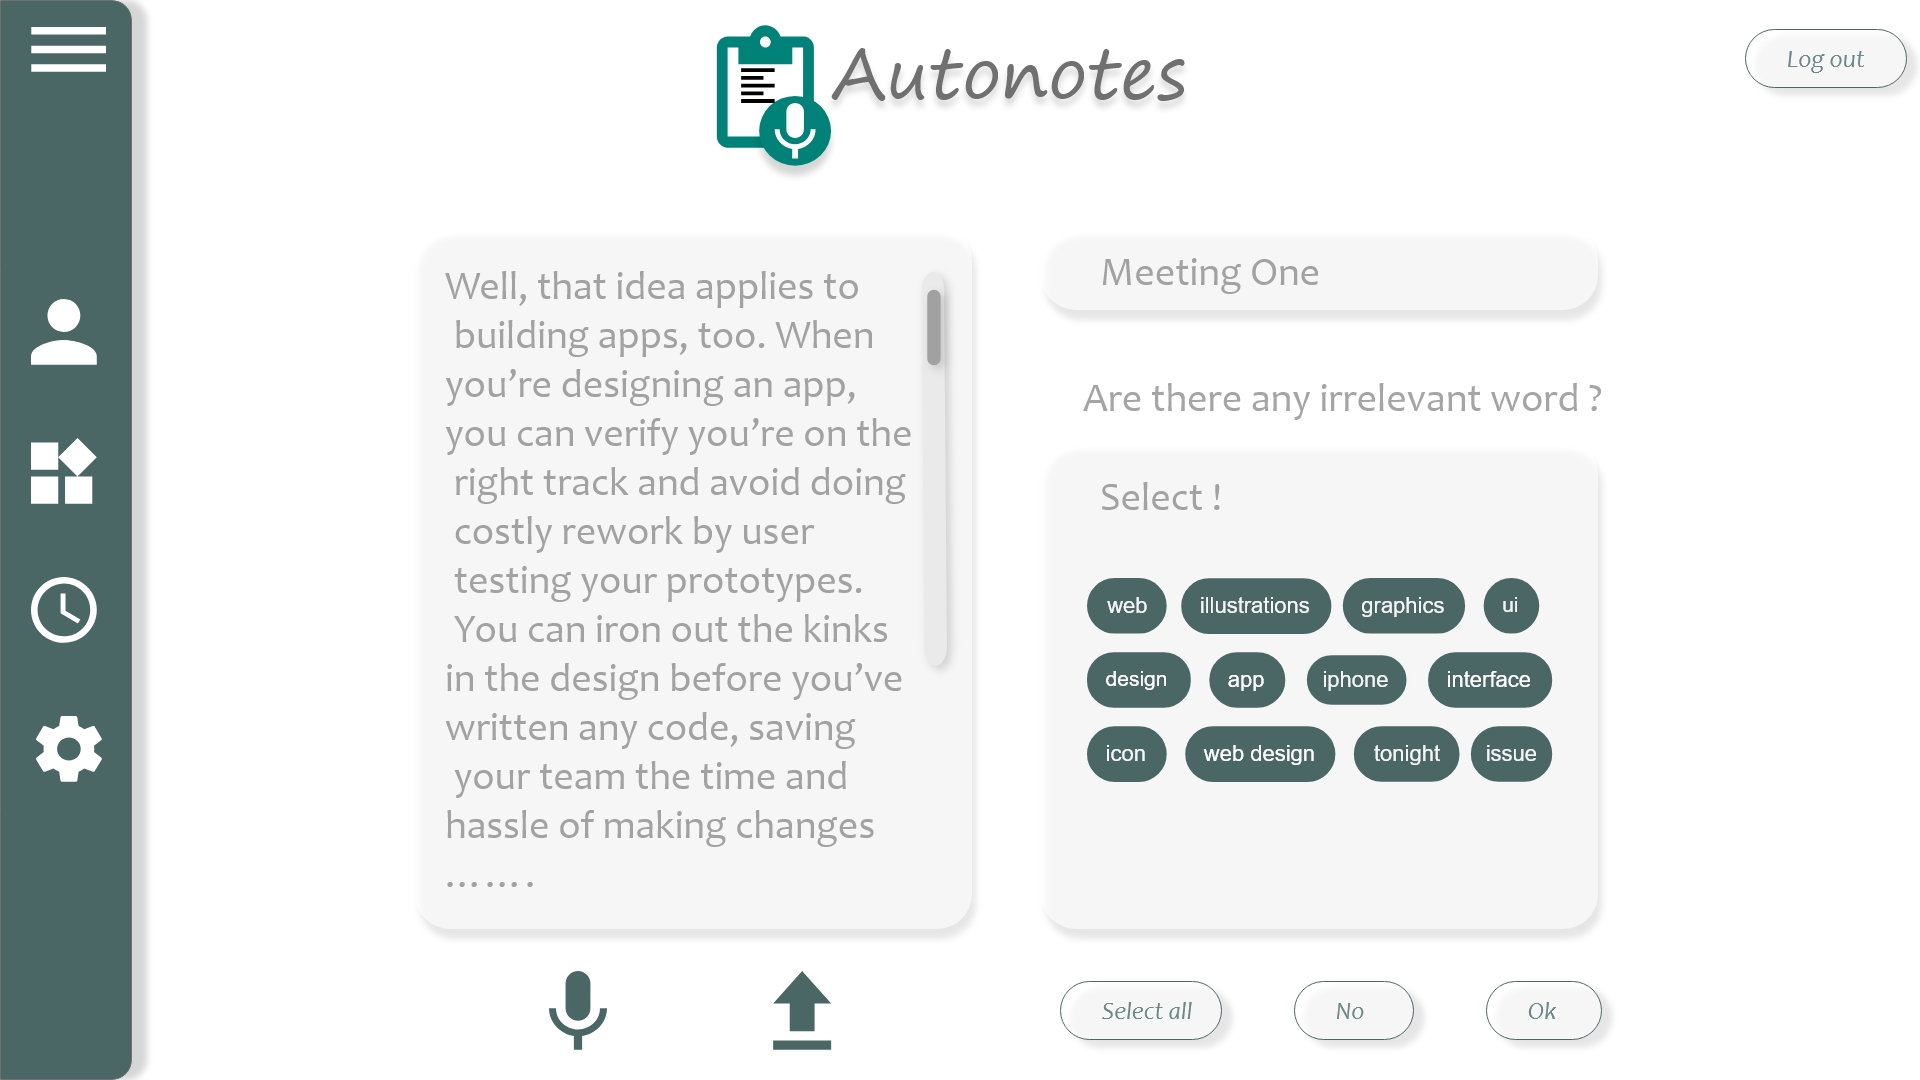 Autonotes
Log out
Well, that idea applies to
building apps, too. When
you’re designing an app,
you can verify you’re on the
right track and avoid doing
costly rework by user
testing your prototypes.
You can iron out the kinks
in the design before you’ve
written any code, saving
your team the time and
hassle of making changes
…….
Meeting One
Are there any irrelevant word ?
Select !
web illustrations graphics ui
design app iphone interface
icon web design tonight issue
Select all No Ok